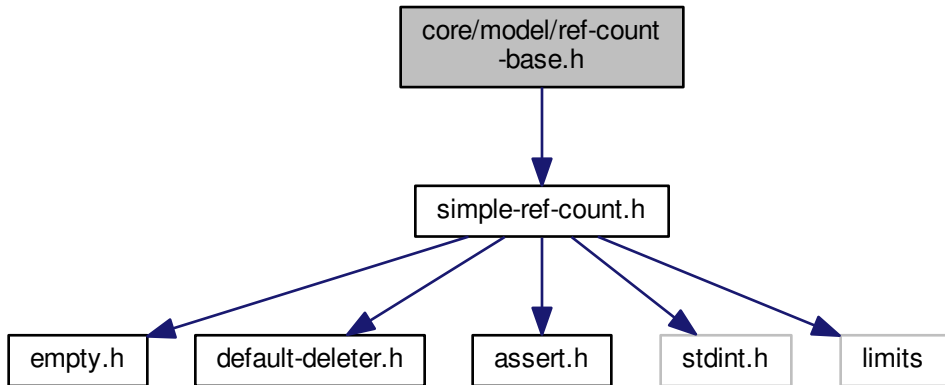 core/model/ref-count
-base.h
simple-ref-count.h
empty.h
default-deleter.h
assert.h
stdint.h
limits